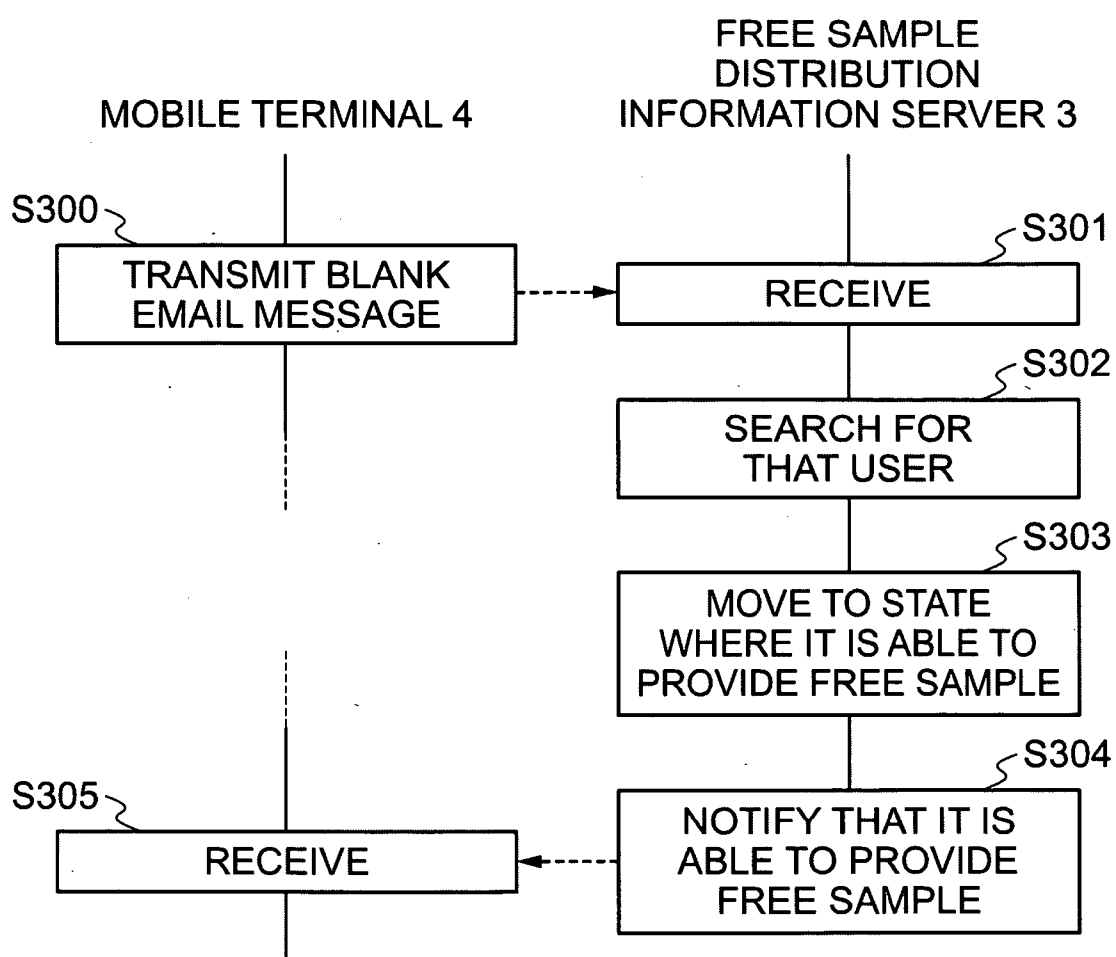 FREE SAMPLE
DISTRIBUTION
INFORMATION SERVER 3
MOBILE TERMINAL 4
S300
TRANSMIT BLANK
EMAIL MESSAGE
S301
RECEIVE
S302
SEARCH FOR
THAT USER
S303
MOVE TO STATE
WHERE IT IS ABLE TO
PROVIDE FREE SAMPLE
S304
NOTIFY THAT IT IS
ABLE TO PROVIDE
FREE SAMPLE
S305
RECEIVE